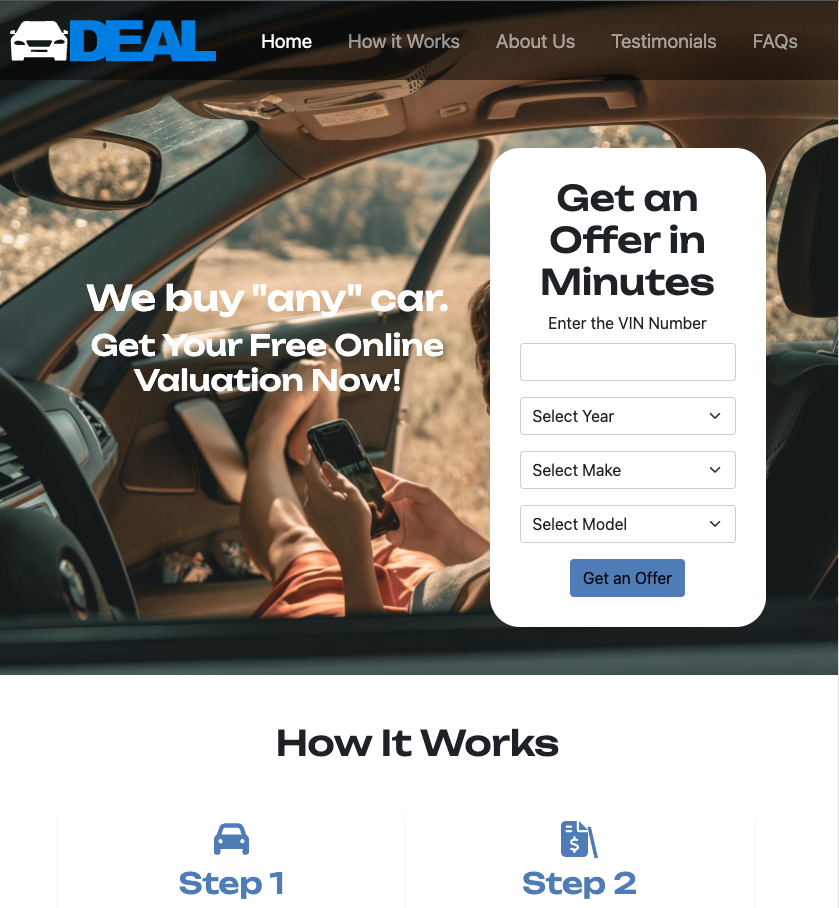 DEAL
Home
How it Works
About Us
Testimonials
FAQs
We buy "any" car.
Get Your Free Online
Valuation Now!
Get an
Offer in
Minutes
Enter the VIN Number
Select Year
Select Make
Select Model
Get an Offer
How It Works
$
Step 1
Step 2